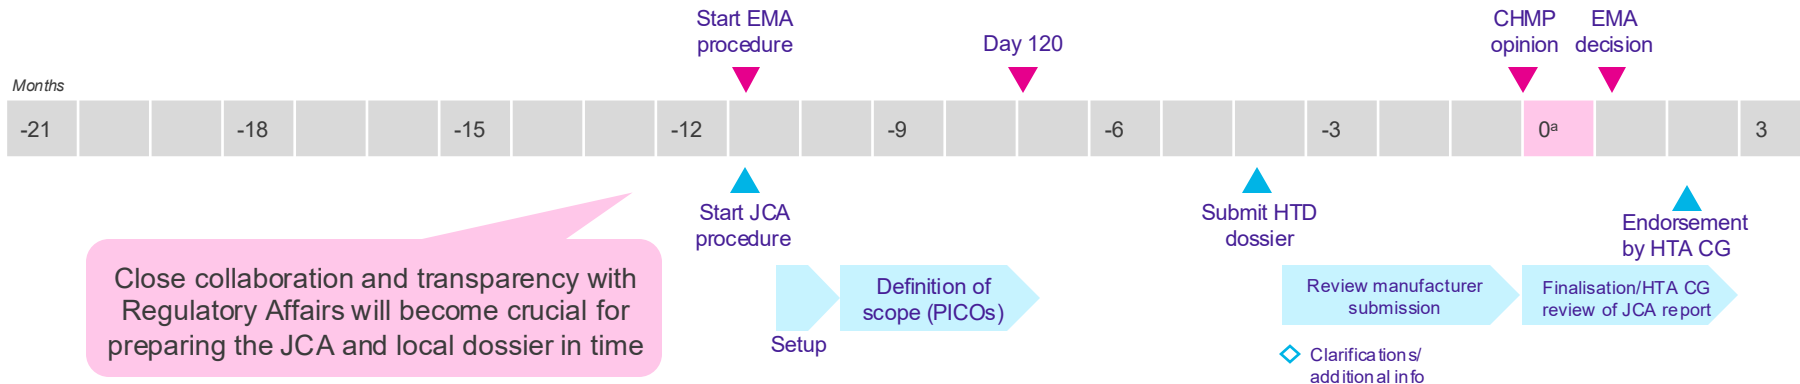 Start EMA
procedure
Day 120
CHMP
opinion
EMA
decision
Months
-21
-18
-15
-12
-9
-6
-3
0ª
3
Start JCA
procedure
Submit HTD
dossier
Endorsement
by HTA CG
Close collaboration and transparency with
Regulatory Affairs will become crucial for
preparing the JCA and local dossier in time
Setup
Definition of
scope (PICOs)
Review manufacturer
submission
Finalisation/HTA CG
review of JCA report
Clarifications/
additional info